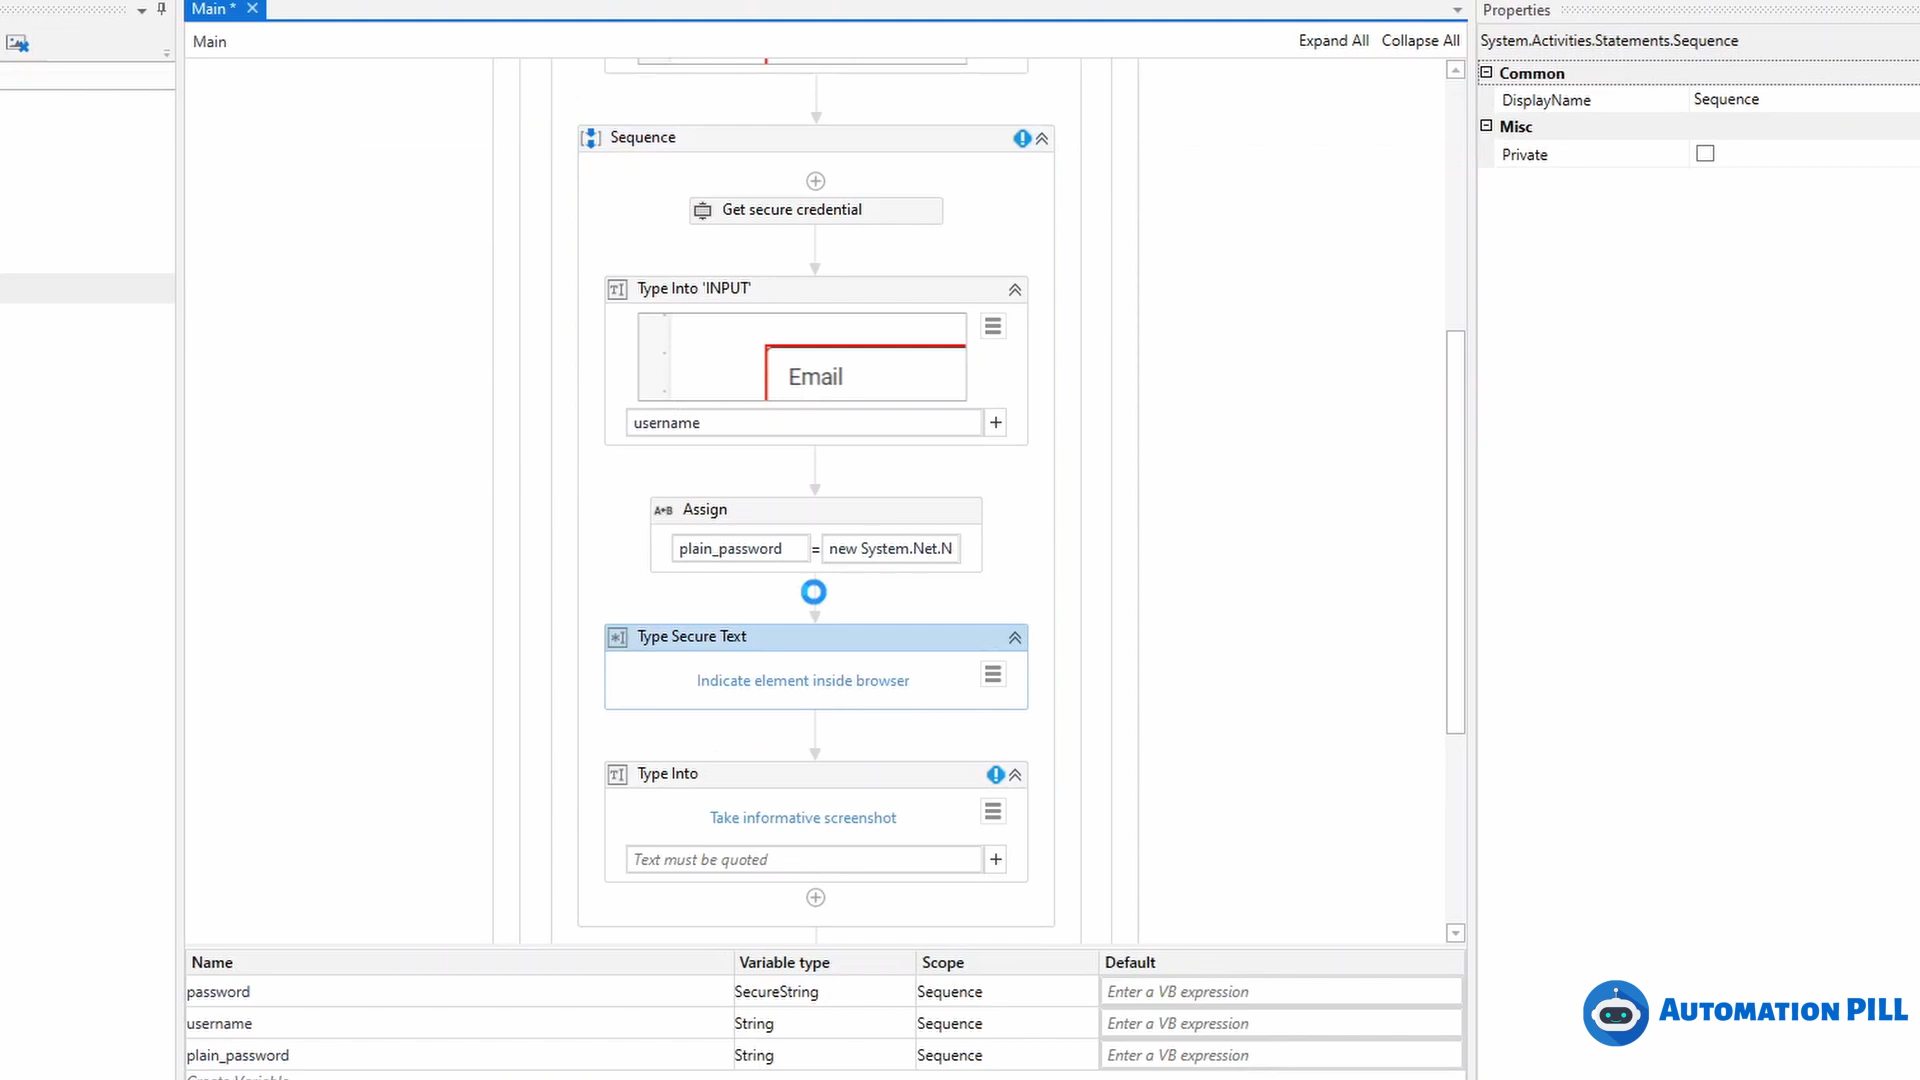 Main *
Properties
Main
Expand All
Collapse All
System.Activities.Statements.Sequence
Common
DisplayName
Sequence
Misc
Private
Sequence
Get secure credential
Type Into 'INPUT'
Email
username
Assign
A+B
plain_password
=
new System.Net.N
Type Secure Text
Indicate element inside browser
Type Into
Take informative screenshot
Text must be quoted
Name
Variable type
Scope
Default
password
SecureString
Sequence
Enter a VB expression
username
String
Sequence
Enter a VB expression
plain_password
String
Sequence
Enter a VB expression
Create Variable
AUTOMATION PILL